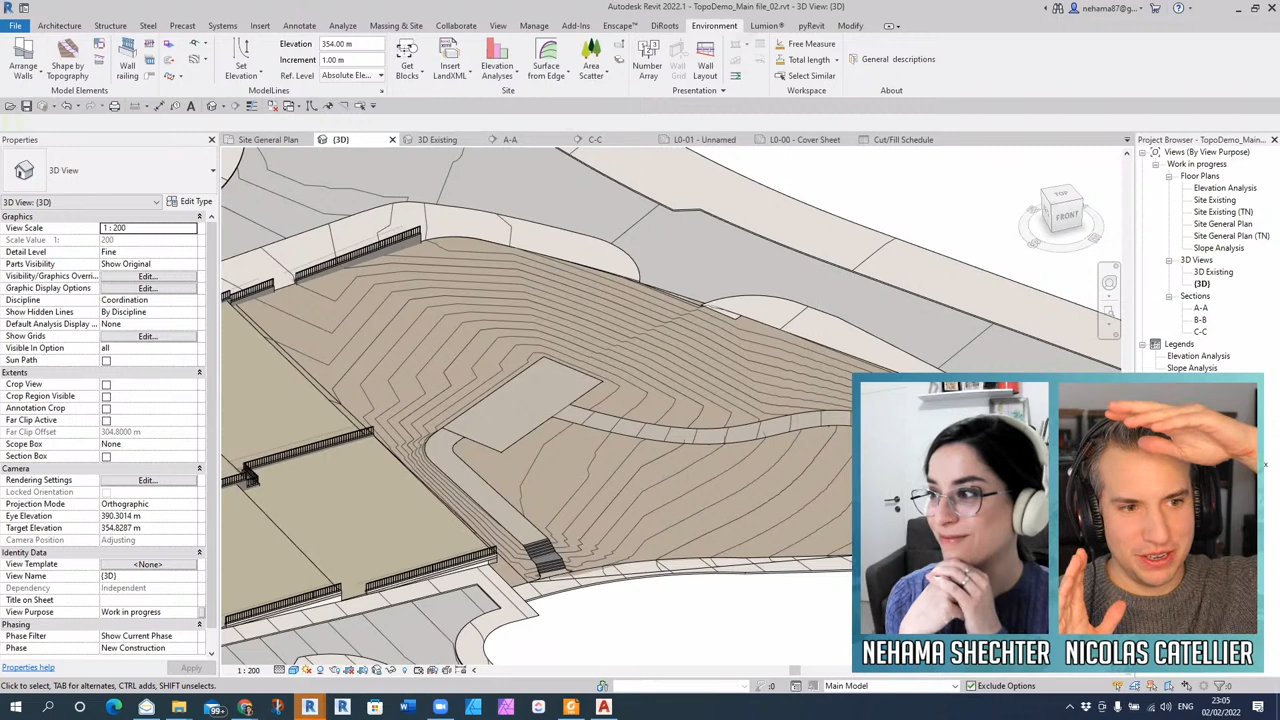 Autodesk Revit 2022.1 - TopoDemo_Main file_02.rvt - 3D View: {3D}
nehama87@g...
File Architecture Structure Steel Precast Systems Insert Annotate Analyze Massing & Site Collaborate View Manage Add-Ins Enscape™ DiRoots Environment Lumion® pyRevit Modify
Elevation 354.00 m
Increment 1.00 m
Ref. Level Absolute Ele...
Arrange Walls
Shape by Topography
Wall railing
Set Elevation
Get Blocks
Insert LandXML
Elevation Analyses
Surface from Edge
Area Scatter
Number Array
Wall Grid
Wall Layout
Free Measure
Total length
Select Similar
General descriptions
Model Elements
ModelLines
Site
Presentation
Workspace
About
Properties
Site General Plan
{3D}
3D Existing
A-A
C-C
L0-01 - Unnamed
L0-00 - Cover Sheet
Cut/Fill Schedule
Project Browser - TopoDemo_Main...
3D View
3D View: {3D}
Edit Type
Graphics
View Scale 1 : 200
Scale Value 1: 200
Detail Level Fine
Parts Visibility Show Original
Visibility/Graphics Overri... Edit...
Graphic Display Options Edit...
Discipline Coordination
Show Hidden Lines By Discipline
Default Analysis Display ... None
Show Grids Edit...
Visible In Option all
Sun Path
Extents
Crop View
Crop Region Visible
Annotation Crop
Far Clip Active
Far Clip Offset 304.8000 m
Scope Box None
Section Box
Camera
Rendering Settings Edit...
Locked Orientation
Projection Mode Orthographic
Eye Elevation 390.3014 m
Target Elevation 354.8287 m
Camera Position Adjusting
Identity Data
View Template <None>
View Name {3D}
Dependency Independent
Title on Sheet
View Purpose Work in progress
Phasing
Phase Filter Show Current Phase
Phase New Construction
Properties help
Apply
TOP
FRONT
Views (By View Purpose)
Work in progress
Floor Plans
Elevation Analysis
Site Existing
Site Existing (TN)
Site General Plan
Site General Plan (TN)
Slope Analysis
3D Views
3D Existing
{3D}
Sections
A-A
B-B
C-C
Legends
Elevation Analysis
Slope Analysis
NEHAMA SHECHTER
NICOLAS CATELLIER
1 : 200
Click to select, TAB for alternates, CTRL adds, SHIFT unselects.
:0
Main Model
Exclude Options
:0
99+
ENG
23:05
02/02/2022